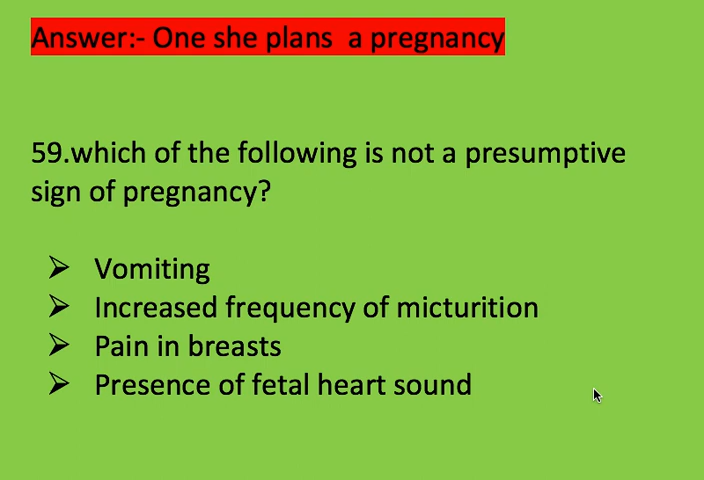 Answer:- One she plans  a pregnancy
59.which of the following is not a presumptive
sign of pregnancy?
➢ Vomiting
➢ Increased frequency of micturition
➢ Pain in breasts
➢ Presence of fetal heart sound